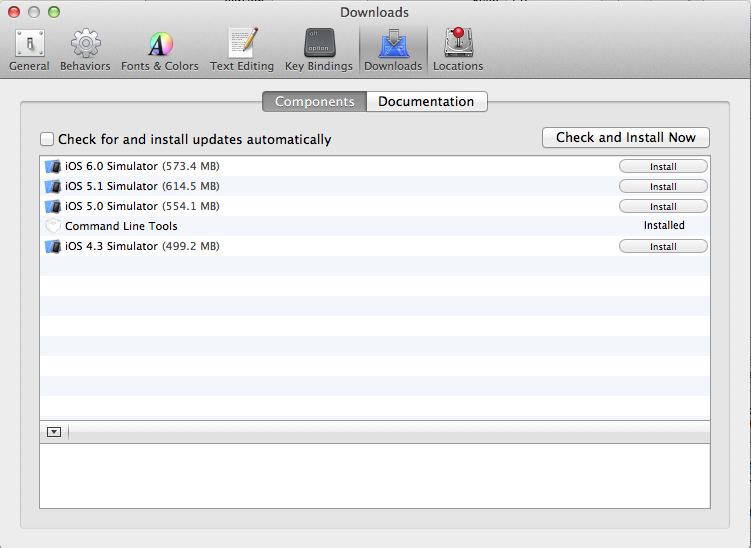 Downloads
General Behaviors Fonts & Colors Text Editing Key Bindings Downloads Locations
Components Documentation
Check for and install updates automatically Check and Install Now
iOS 6.0 Simulator (573.4 MB) Install
iOS 5.1 Simulator (614.5 MB) Install
iOS 5.0 Simulator (554.1 MB) Install
Command Line Tools Installed
iOS 4.3 Simulator (499.2 MB) Install